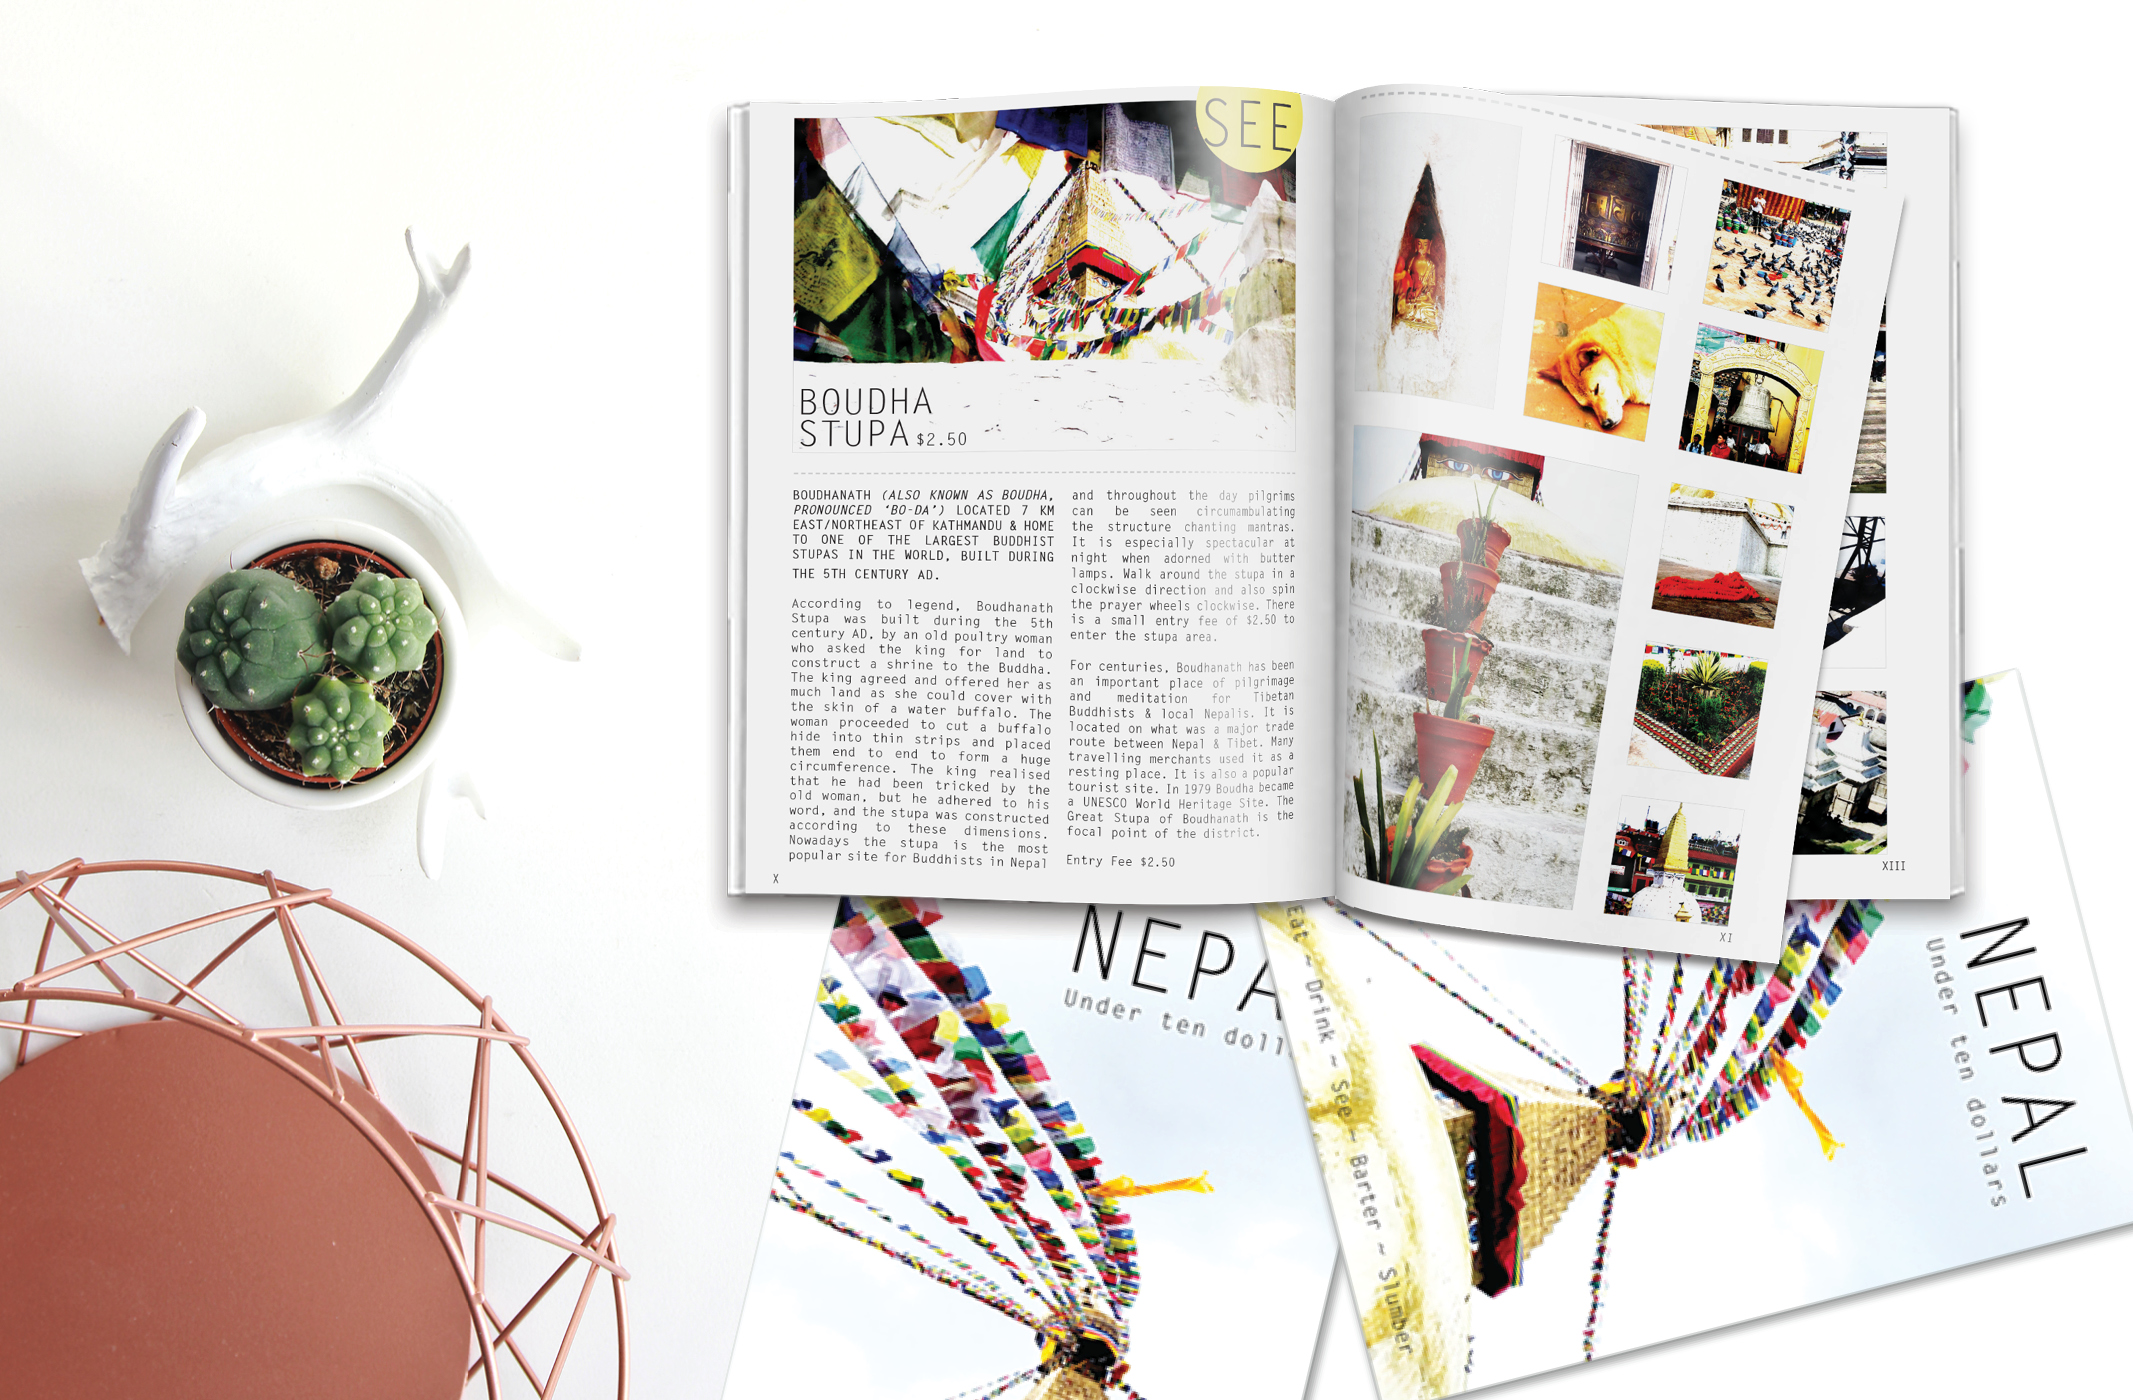 SEE
BOUDHA
STUPA $2.50
BOUDHANATH (ALSO KNOWN AS BOUDHA,
PRONOUNCED ‘BO-DA’) LOCATED 7 KM
EAST/NORTHEAST OF KATHMANDU & HOME
TO ONE OF THE LARGEST BUDDHIST
STUPAS IN THE WORLD, BUILT DURING
THE 5TH CENTURY AD.
According to legend, Boudhanath
Stupa was built during the 5th
century AD, by an old poultry woman
who asked the king for land to
construct a shrine to the Buddha.
The king agreed and offered her as
much land as she could cover with
the skin of a water buffalo. The
woman proceeded to cut a buffalo
hide into thin strips and placed
them end to end to form a huge
circumference. The king realised
that he had been tricked by the
old woman, but he adhered to his
word, and the stupa was constructed
according to these dimensions.
Nowadays the stupa is the most
popular site for Buddhists in Nepal
and throughout the day pilgrims
can be seen circumambulating
the structure chanting mantras.
It is especially spectacular at
night when adorned with butter
lamps. Walk around the stupa in a
clockwise direction and also spin
the prayer wheels clockwise. There
is a small entry fee of $2.50 to
enter the stupa area.
For centuries, Boudhanath has been
an important place of pilgrimage
and meditation for Tibetan
Buddhists & local Nepalis. It is
located on what was a major trade
route between Nepal & Tibet. Many
travelling merchants used it as a
resting place. It is also a popular
tourist site. In 1979 Boudha became
a UNESCO World Heritage Site. The
Great Stupa of Boudhanath is the
focal point of the district.
Entry Fee $2.50
X
XI
XIII
NEPA
Under ten doll
Eat ~ Drink ~ See ~ Barter ~ Slumber
NEPAL
Under ten dollars